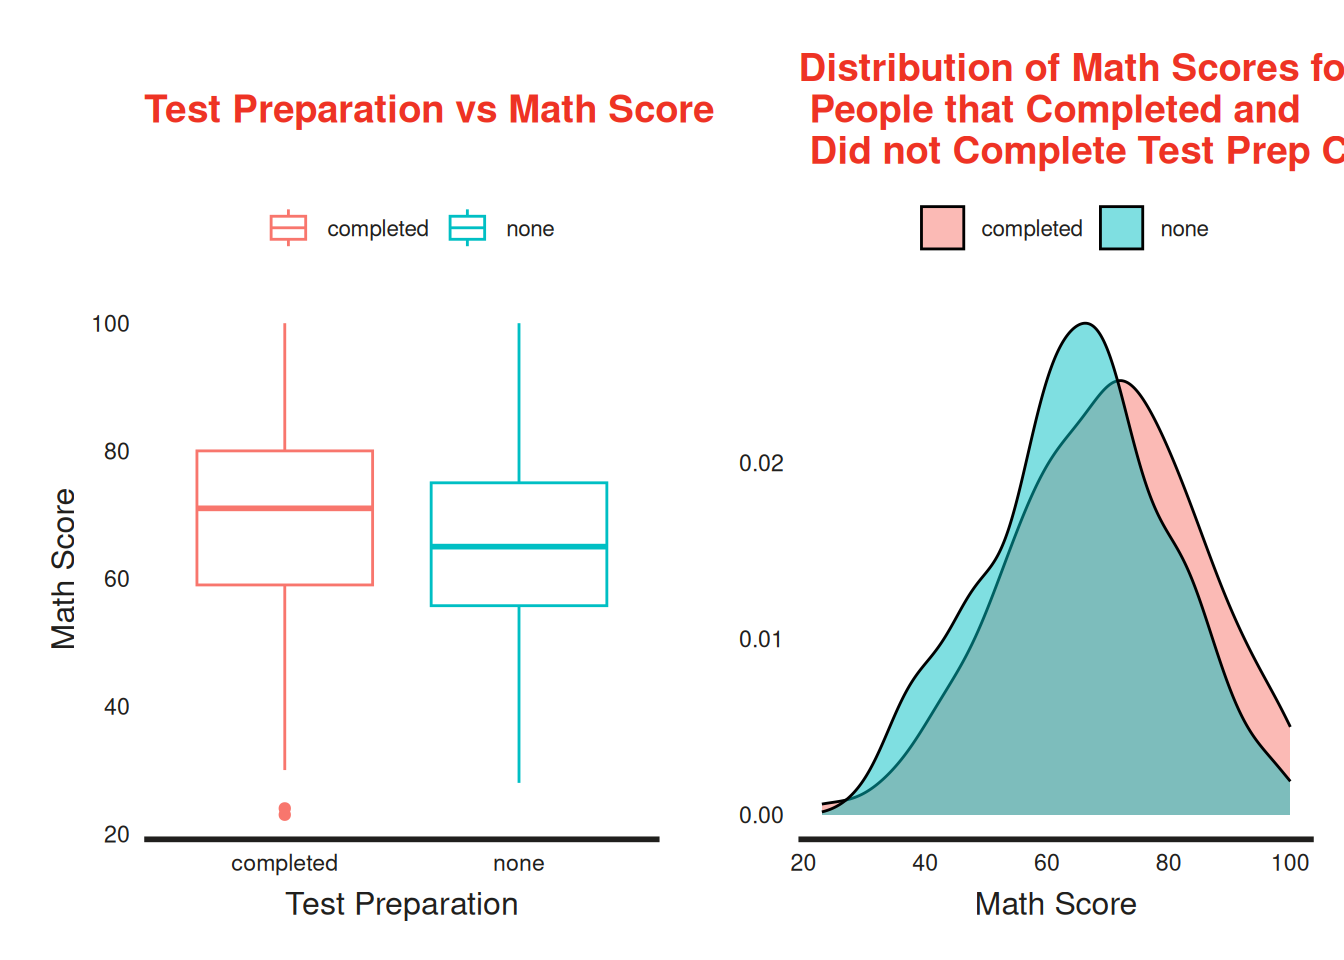 Test Preparation vs Math Score
completed
none
100
80
60
40
20
Math Score
completed
none
Test Preparation
Distribution of Math Scores fo
People that Completed and
Did not Complete Test Prep C
completed
none
0.02
0.01
0.00
20
40
60
80
100
Math Score